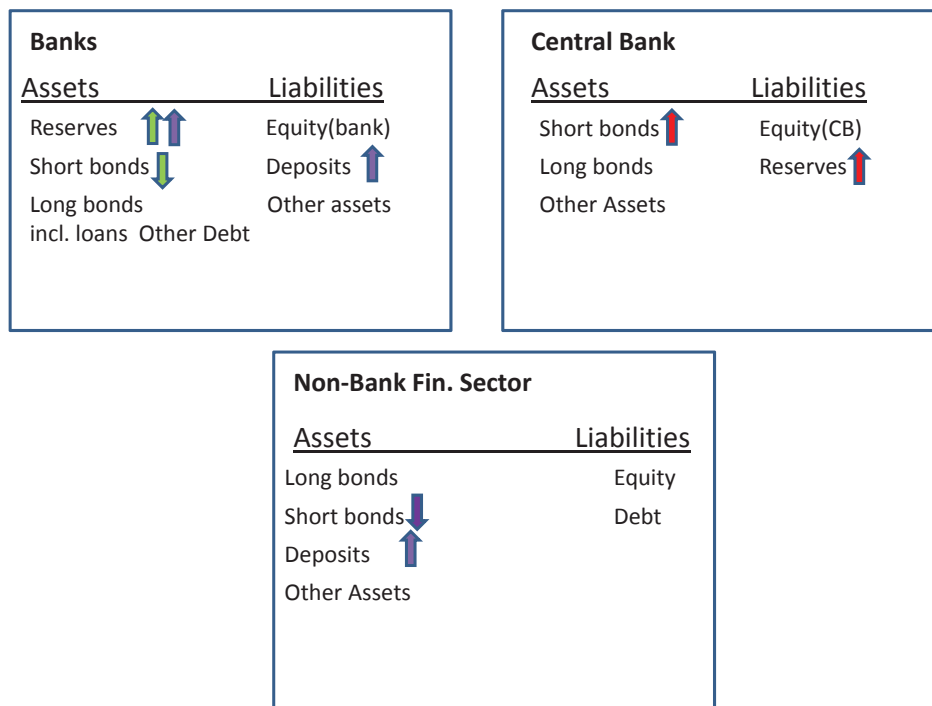 Banks
Assets Liabilities
Reserves Equity(bank)
Short bonds Deposits
Long bonds Other assets
incl. loans Other Debt
Central Bank
Assets Liabilities
Short bonds Equity(CB)
Long bonds Reserves
Other Assets
Non-Bank Fin. Sector
Assets Liabilities
Long bonds Equity
Short bonds Debt
Deposits
Other Assets